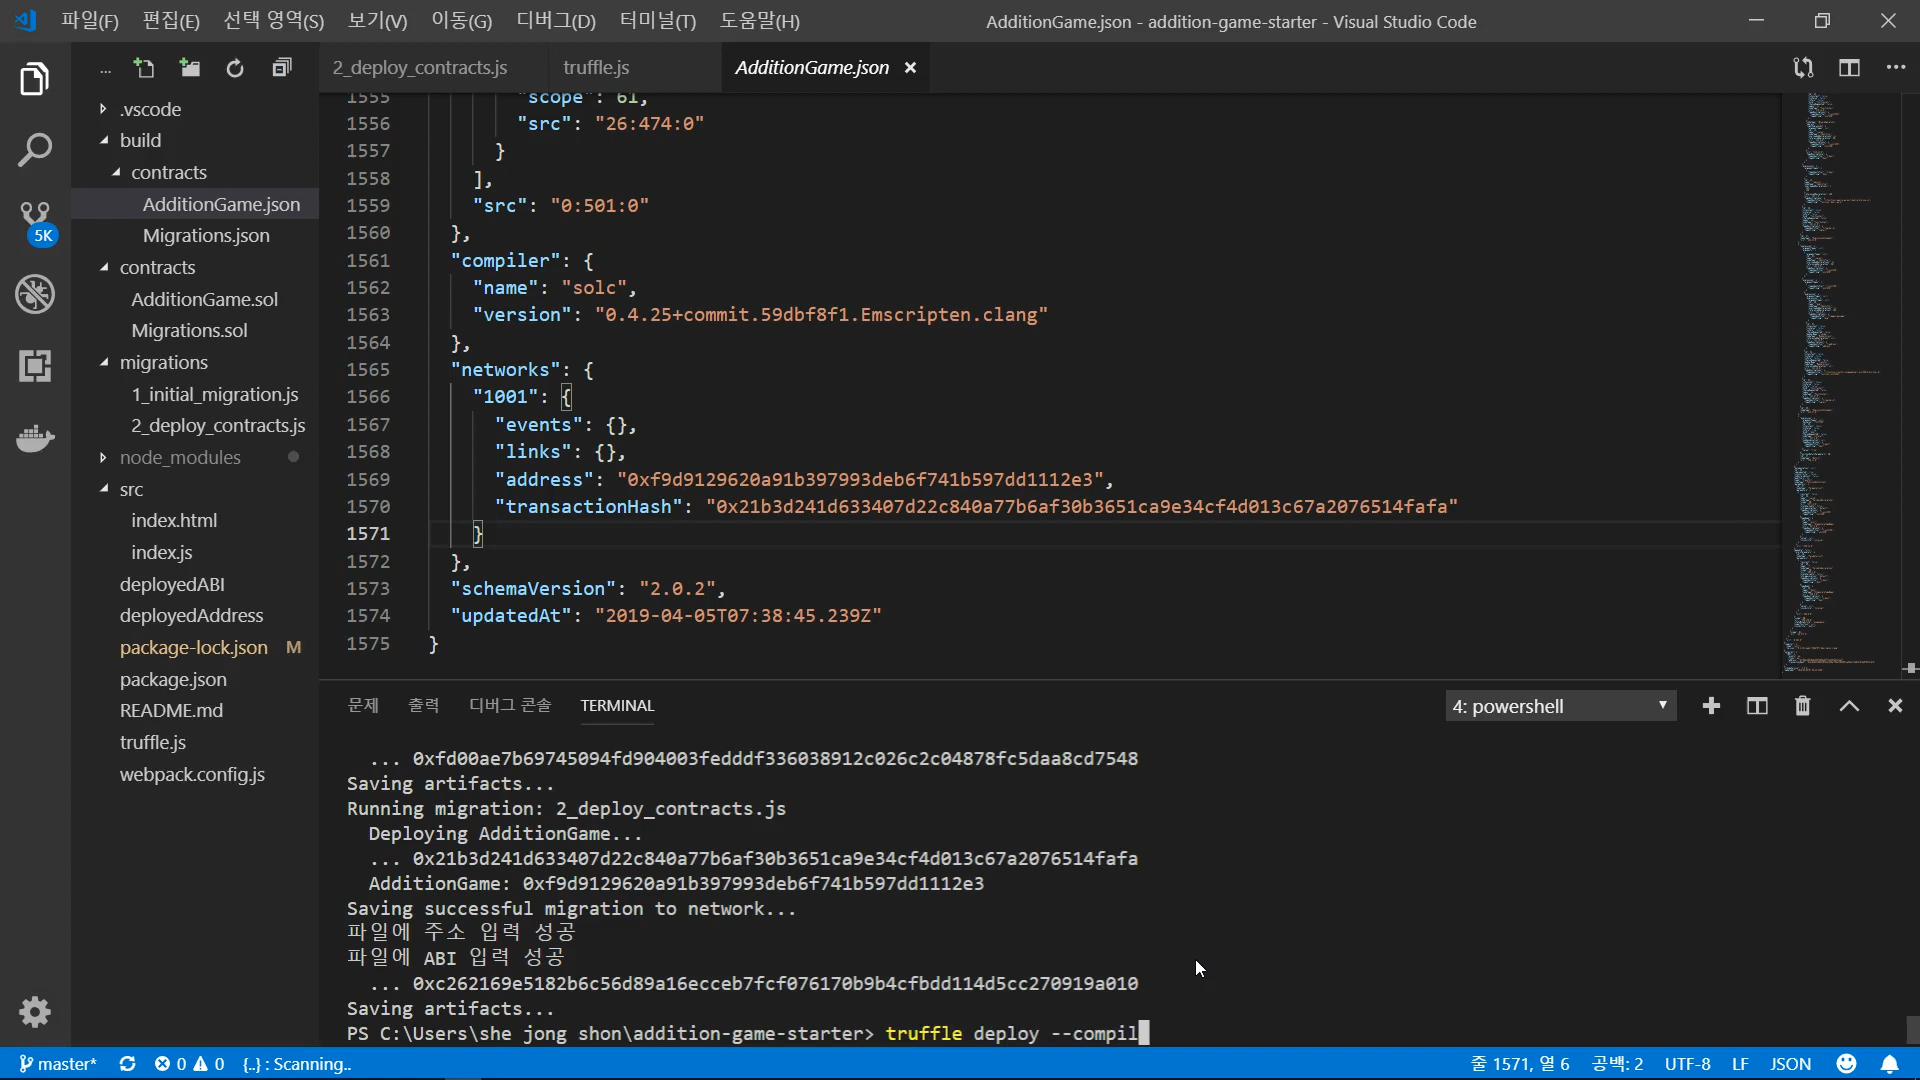 파일(F) 편집(E) 선택 영역(S) 보기(V) 이동(G) 디버그(D) 터미널(T) 도움말(H)
AdditionGame.json - addition-game-starter - Visual Studio Code
...
2_deploy_contracts.js
truffle.js
AdditionGame.json
.vscode
build
contracts
AdditionGame.json
Migrations.json
contracts
AdditionGame.sol
Migrations.sol
migrations
1_initial_migration.js
2_deploy_contracts.js
node_modules
src
index.html
index.js
deployedABI
deployedAddress
package-lock.json M
package.json
README.md
truffle.js
webpack.config.js
5K
1555 "scope": 61,
1556 "src": "26:474:0"
1557 }
1558 ],
1559 "src": "0:501:0"
1560 },
1561 "compiler": {
1562 "name": "solc",
1563 "version": "0.4.25+commit.59dbf8f1.Emscripten.clang"
1564 },
1565 "networks": {
1566 "1001": {
1567 "events": {},
1568 "links": {},
1569 "address": "0xf9d9129620a91b397993deb6f741b597dd1112e3",
1570 "transactionHash": "0x21b3d241d633407d22c840a77b6af30b3651ca9e34cf4d013c67a2076514fafa"
1571 }
1572 },
1573 "schemaVersion": "2.0.2",
1574 "updatedAt": "2019-04-05T07:38:45.239Z"
1575 }
문제 출력 디버그 콘솔 TERMINAL
4: powershell
... 0xfd00ae7b69745094fd904003fedddf336038912c026c2c04878fc5daa8cd7548
Saving artifacts...
Running migration: 2_deploy_contracts.js
Deploying AdditionGame...
... 0x21b3d241d633407d22c840a77b6af30b3651ca9e34cf4d013c67a2076514fafa
AdditionGame: 0xf9d9129620a91b397993deb6f741b597dd1112e3
Saving successful migration to network...
파일에 주소 입력 성공
파일에 ABI 입력 성공
... 0xc262169e5182b6c56d89a16ecceb7fcf076170b9b4cfbdd114d5cc270919a010
Saving artifacts...
PS C:\Users\she jong shon\addition-game-starter> truffle deploy --compil
master* 0 0 {..} : Scanning..
줄 1571, 열 6 공백: 2 UTF-8 LF JSON